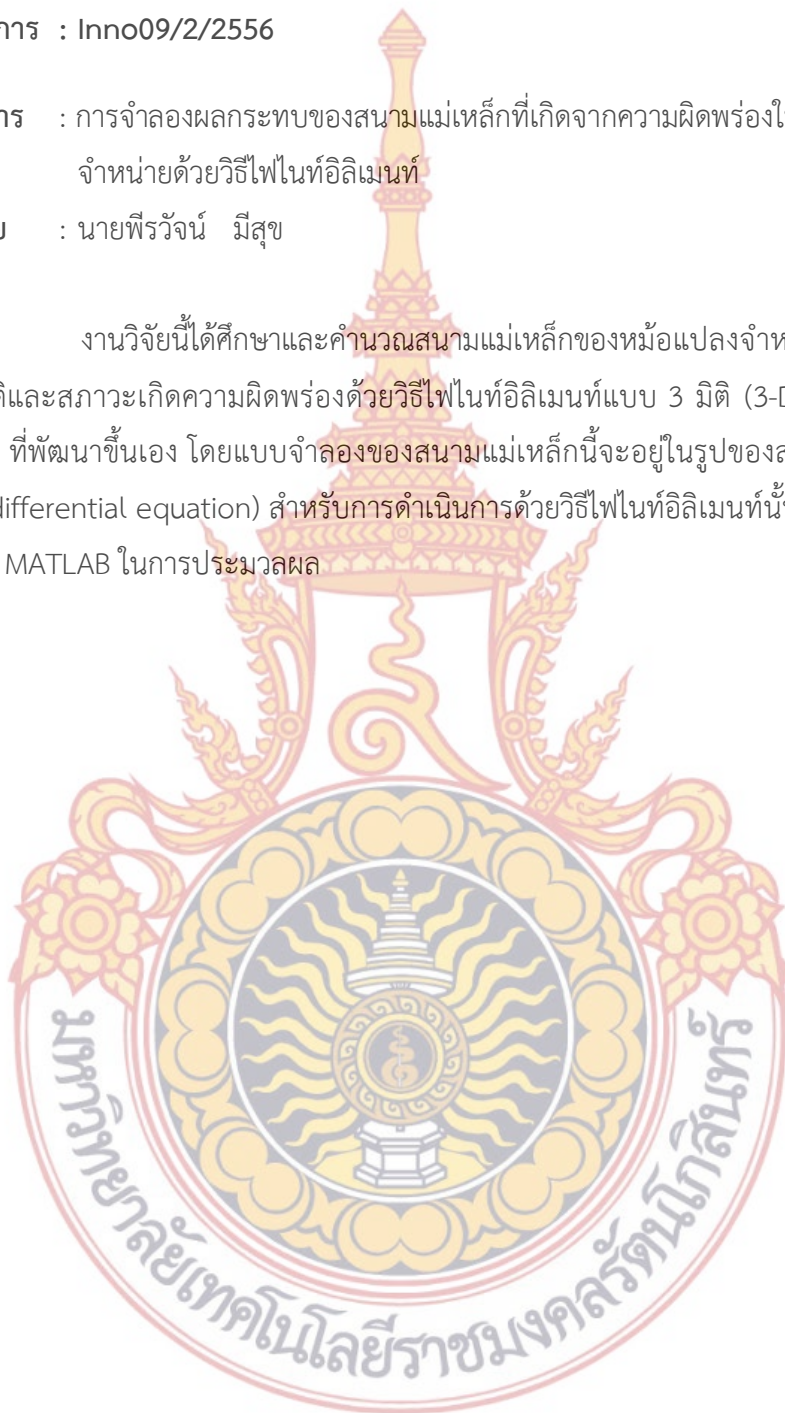 การ : Inno09/2/2556
าร : การจำลองผลกระทบของสนามแม่เหล็กที่เกิดจากความผิดพร่องใ
จำหน่ายด้วยวิธีไฟไนท์อิลิเมนท์
ย : นายพีรวัจน์ มีสุข
งานวิจัยนี้ได้ศึกษาและคำนวณสนามแม่เหล็กของหม้อแปลงจำห
และสภาวะเกิดความผิดพร่องด้วยวิธีไฟไนท์อิลิเมนท์แบบ 3 มิติ (3-D
ที่พัฒนาขึ้นเอง โดยแบบจำลองของสนามแม่เหล็กนี้จะอยู่ในรูปของส
differential equation) สำหรับการดำเนินการด้วยวิธีไฟไนท์อิลิเมนท์นั้
MATLAB ในการประมวลผล
มหาวิทยาลัยเทคโนโลยีราชมงคลรัตนโกสินทร์